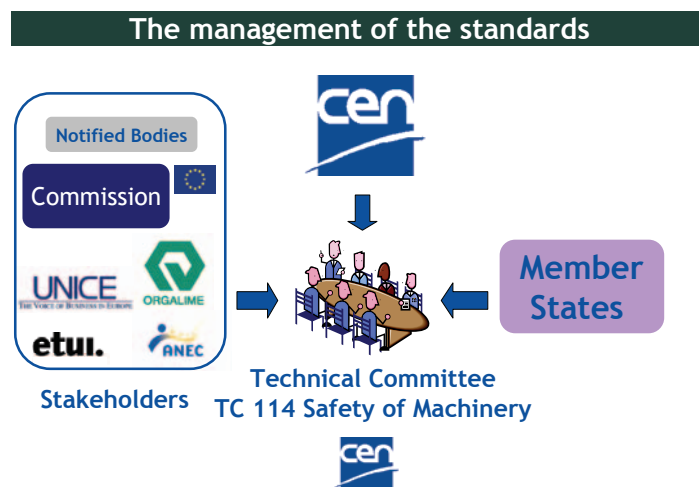 The management of the standards
cen
Notified Bodies
Commission
UNICE
THE VOICE OF BUSINESS IN EUROPE
ORGALIME
etui.
ANEC
Stakeholders
Member
States
Technical Committee
TC 114 Safety of Machinery
cen